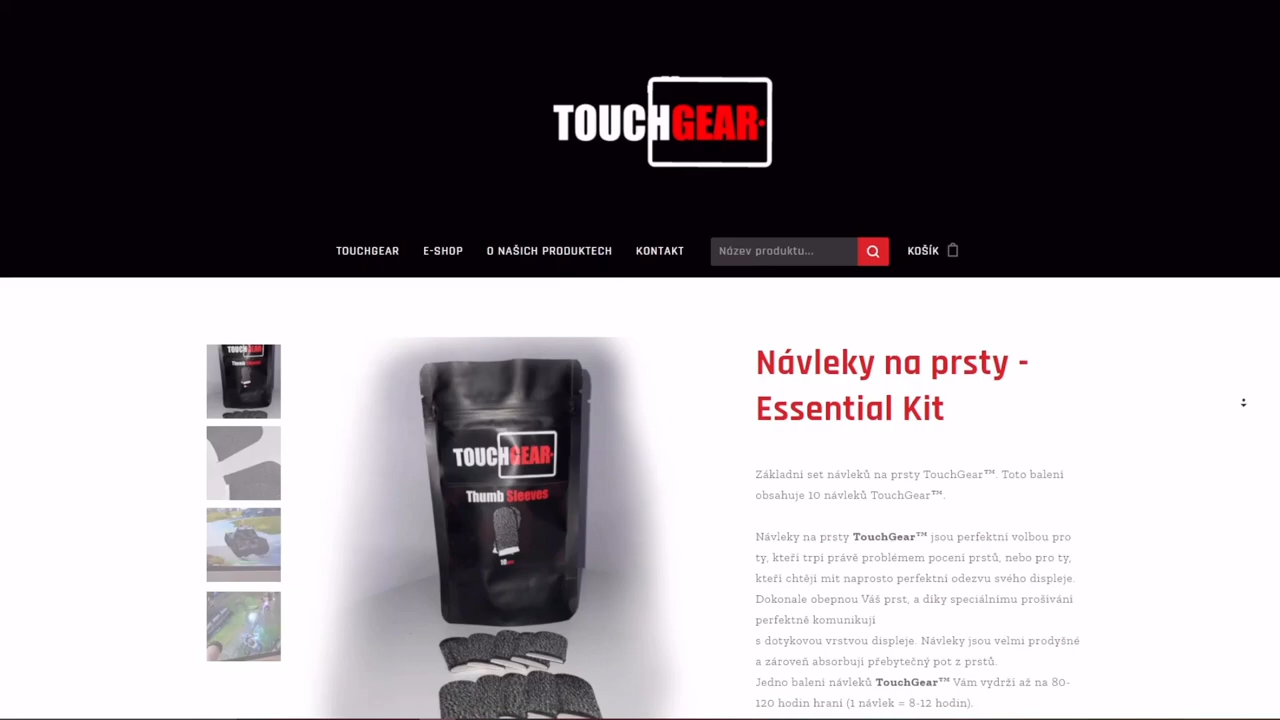 TOUCHGEAR
TOUCHGEAR
E-SHOP
O NAŠICH PRODUKTECH
KONTAKT
Název produktu...
KOŠÍK
TOUCHGEAR
Thumb Sleeves
TOUCHGEAR
Thumb Sleeves
Návleky na prsty -
Essential Kit
Základní set návleků na prsty TouchGear™. Toto balení
obsahuje 10 návleků TouchGear™.
Návleky na prsty TouchGear™ jsou perfektní volbou pro
ty, kteří trpí právě problémem pocení prstů, nebo pro ty,
kteří chtějí mít naprosto perfektní odezvu svého displeje.
Dokonale obepnou Váš prst, a díky speciálnímu prošívání
perfektně komunikují
s dotykovou vrstvou displeje. Návleky jsou velmi prodyšné
a zároveň absorbují přebytečný pot z prstů.
Jedno balení návleků TouchGear™ Vám vydrží až na 80-
120 hodin hraní (1 návlek = 8-12 hodin).